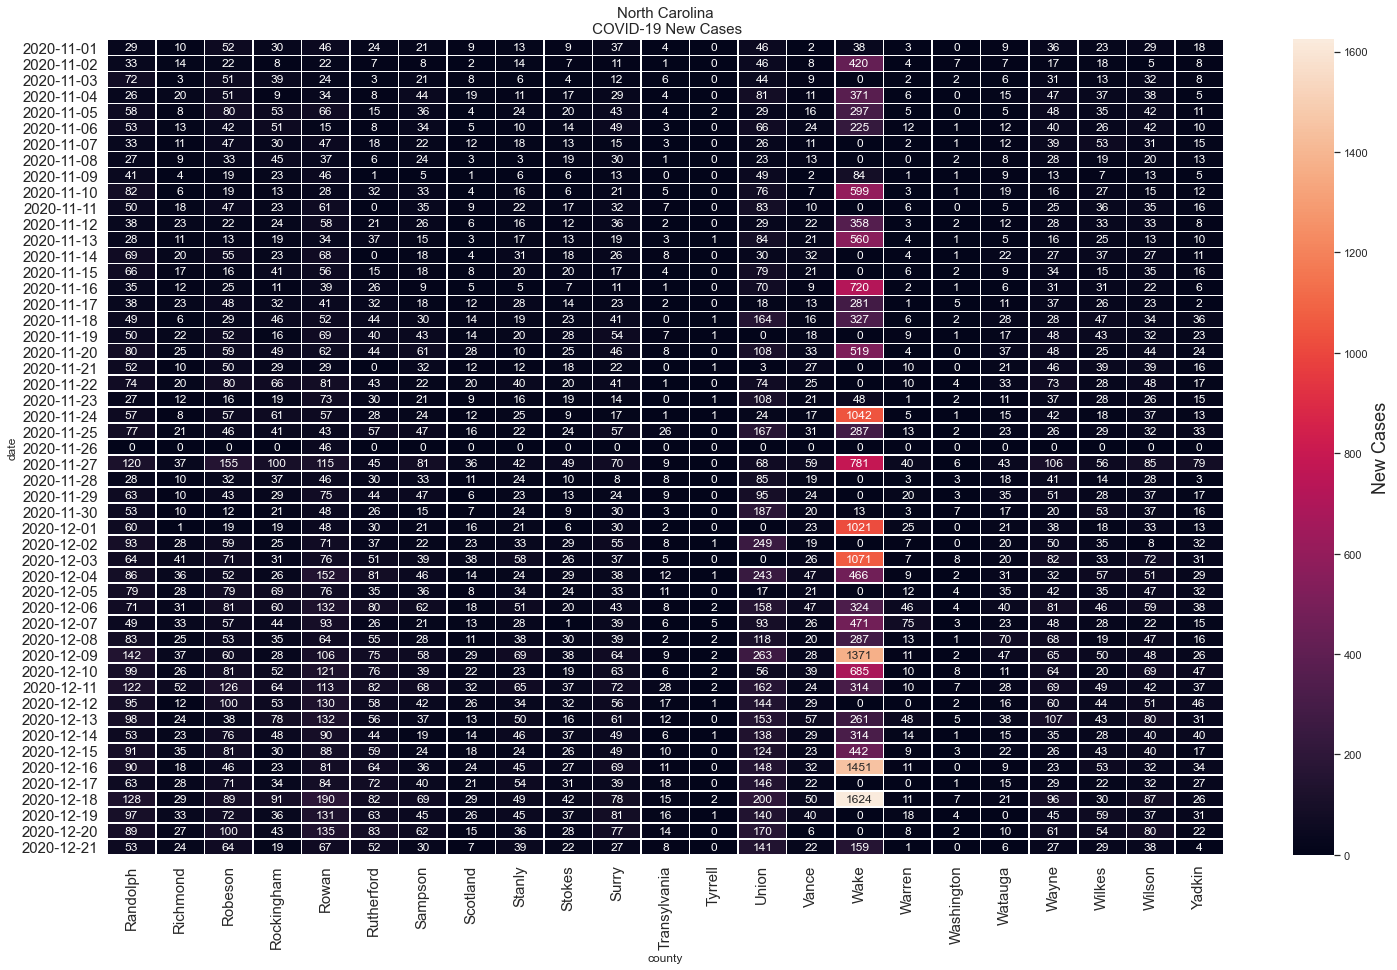 North Carolina
COVID-19 New Cases
2020-11-01 29 10 52 30 46 24 21 9 13 9 37 4 0 46 2 38 3 0 9 36 23 29 18
2020-11-02 33 14 22 8 22 7 8 2 14 7 11 1 0 46 8 420 4 7 7 17 18 5 8
2020-11-03 72 3 51 39 24 3 21 8 6 4 12 6 0 44 9 0 2 2 6 31 13 32 8
2020-11-04 26 20 51 9 34 8 44 19 11 17 29 4 0 81 11 371 6 0 15 47 37 38 5
2020-11-05 58 8 80 53 66 15 36 4 24 20 43 4 2 29 16 297 5 0 5 48 35 42 11
2020-11-06 53 13 42 51 15 8 34 5 10 14 49 3 0 66 24 225 12 1 12 40 26 42 10
2020-11-07 33 11 47 30 47 18 22 12 18 13 15 3 0 26 11 0 2 1 12 39 53 31 15
2020-11-08 27 9 33 45 37 6 24 3 3 19 30 1 0 23 13 0 0 2 8 28 19 20 13
2020-11-09 41 4 19 23 46 1 5 1 6 6 13 0 0 49 2 84 1 1 9 13 7 13 5
2020-11-10 82 6 19 13 28 32 33 4 16 6 21 5 0 76 7 599 3 1 19 16 27 15 12
2020-11-11 50 18 47 23 61 0 35 9 22 17 32 7 0 83 10 0 6 0 5 25 36 35 16
2020-11-12 38 23 22 24 58 21 26 6 16 12 36 2 0 29 22 358 3 2 12 28 33 33 8
2020-11-13 28 11 13 19 34 37 15 3 17 13 19 3 1 84 21 560 4 1 5 16 25 13 10
2020-11-14 69 20 55 23 68 0 18 4 31 18 26 8 0 30 32 0 4 1 22 27 37 27 11
2020-11-15 66 17 16 41 56 15 18 8 20 20 17 4 0 79 21 0 6 2 9 34 15 35 16
2020-11-16 35 12 25 11 39 26 9 5 5 7 11 1 0 70 9 720 2 1 6 31 31 22 6
2020-11-17 38 23 48 32 41 32 18 12 28 14 23 2 0 18 13 281 1 5 11 37 26 23 2
2020-11-18 49 6 29 46 52 44 30 14 19 23 41 0 1 164 16 327 6 2 28 28 47 34 36
2020-11-19 50 22 52 16 69 40 43 14 20 28 54 7 1 0 18 0 9 1 17 48 43 32 23
2020-11-20 80 25 59 49 62 44 61 28 10 25 46 8 0 108 33 519 4 0 37 48 25 44 24
2020-11-21 52 10 50 29 29 0 32 12 12 18 22 0 1 3 27 0 10 0 21 46 39 39 16
2020-11-22 74 20 80 66 81 43 22 20 40 20 41 1 0 74 25 0 10 4 33 73 28 48 17
2020-11-23 27 12 16 19 73 30 21 9 16 19 14 0 1 108 21 48 1 2 11 37 28 26 15
2020-11-24 57 8 57 61 57 28 24 12 25 9 17 1 1 24 17 1042 5 1 15 42 18 37 13
2020-11-25 77 21 46 41 43 57 47 16 22 24 57 26 0 167 31 287 13 2 23 26 29 32 33
2020-11-26 0 0 0 0 46 0 0 0 0 0 0 0 0 0 0 0 0 0 0 0 0 0 0
2020-11-27 120 37 155 100 115 45 81 36 42 49 70 9 0 68 59 781 40 6 43 106 56 85 79
2020-11-28 28 10 32 37 46 30 33 11 24 10 8 8 0 85 19 0 3 3 18 41 14 28 3
2020-11-29 63 10 43 29 75 44 47 6 23 13 24 9 0 95 24 0 20 3 35 51 28 37 17
2020-11-30 53 10 12 21 48 26 15 7 24 9 30 3 0 187 20 13 3 7 17 20 53 37 16
2020-12-01 60 1 19 19 48 30 21 16 21 6 30 2 0 0 23 1021 25 0 21 38 18 33 13
2020-12-02 93 28 59 25 71 37 22 23 33 29 55 8 1 249 19 0 7 0 20 50 35 8 32
2020-12-03 64 41 71 31 76 51 39 38 58 26 37 5 0 0 26 1071 7 8 20 82 33 72 31
2020-12-04 86 36 52 26 152 81 46 14 24 29 38 12 1 243 47 466 9 2 31 32 57 51 29
2020-12-05 79 28 79 69 76 35 36 8 34 24 33 11 0 17 21 0 12 4 35 42 35 47 32
2020-12-06 71 31 81 60 132 80 62 18 51 20 43 8 2 158 47 324 46 4 40 81 46 59 38
2020-12-07 49 33 57 44 93 26 21 13 28 1 39 6 5 93 26 471 75 3 23 48 28 22 15
2020-12-08 83 25 53 35 64 55 28 11 38 30 39 2 2 118 20 287 13 1 70 68 19 47 16
2020-12-09 142 37 60 28 106 75 58 29 69 38 64 9 2 263 28 1371 11 2 47 65 50 48 26
2020-12-10 99 26 81 52 121 76 39 22 23 19 63 6 2 56 39 685 10 8 11 64 20 69 47
2020-12-11 122 52 126 64 113 82 68 32 65 37 72 28 2 162 24 314 10 7 28 69 49 42 37
2020-12-12 95 12 100 53 130 58 42 26 34 32 56 17 1 144 29 0 0 2 16 60 44 51 46
2020-12-13 98 24 38 78 132 56 37 13 50 16 61 12 0 153 57 261 48 5 38 107 43 80 31
2020-12-14 53 23 76 48 90 44 19 14 46 37 49 6 1 138 29 314 14 1 15 35 28 40 40
2020-12-15 91 35 81 30 88 59 24 18 24 26 49 10 0 124 23 442 9 3 22 26 43 40 17
2020-12-16 90 18 46 23 81 64 36 24 45 27 69 11 0 148 32 1451 11 0 9 23 53 32 34
2020-12-17 63 28 71 34 84 72 40 21 54 31 39 18 0 146 22 0 0 1 15 29 22 32 27
2020-12-18 128 29 89 91 190 82 69 29 49 42 78 15 2 200 50 1624 11 7 21 96 30 87 26
2020-12-19 97 33 72 36 131 63 45 26 45 37 81 16 1 140 40 0 18 4 0 45 59 37 31
2020-12-20 89 27 100 43 135 83 62 15 36 28 77 14 0 170 6 0 8 2 10 61 54 80 22
2020-12-21 53 24 64 19 67 52 30 7 39 22 27 8 0 141 22 159 1 0 6 27 29 38 4
date
Randolph Richmond Robeson Rockingham Rowan Rutherford Sampson Scotland Stanly Stokes Surry Transylvania Tyrrell Union Vance Wake Warren Washington Watauga Wayne Wilkes Wilson Yadkin
county
1600
1400
1200
1000
800
600
400
200
0
New Cases